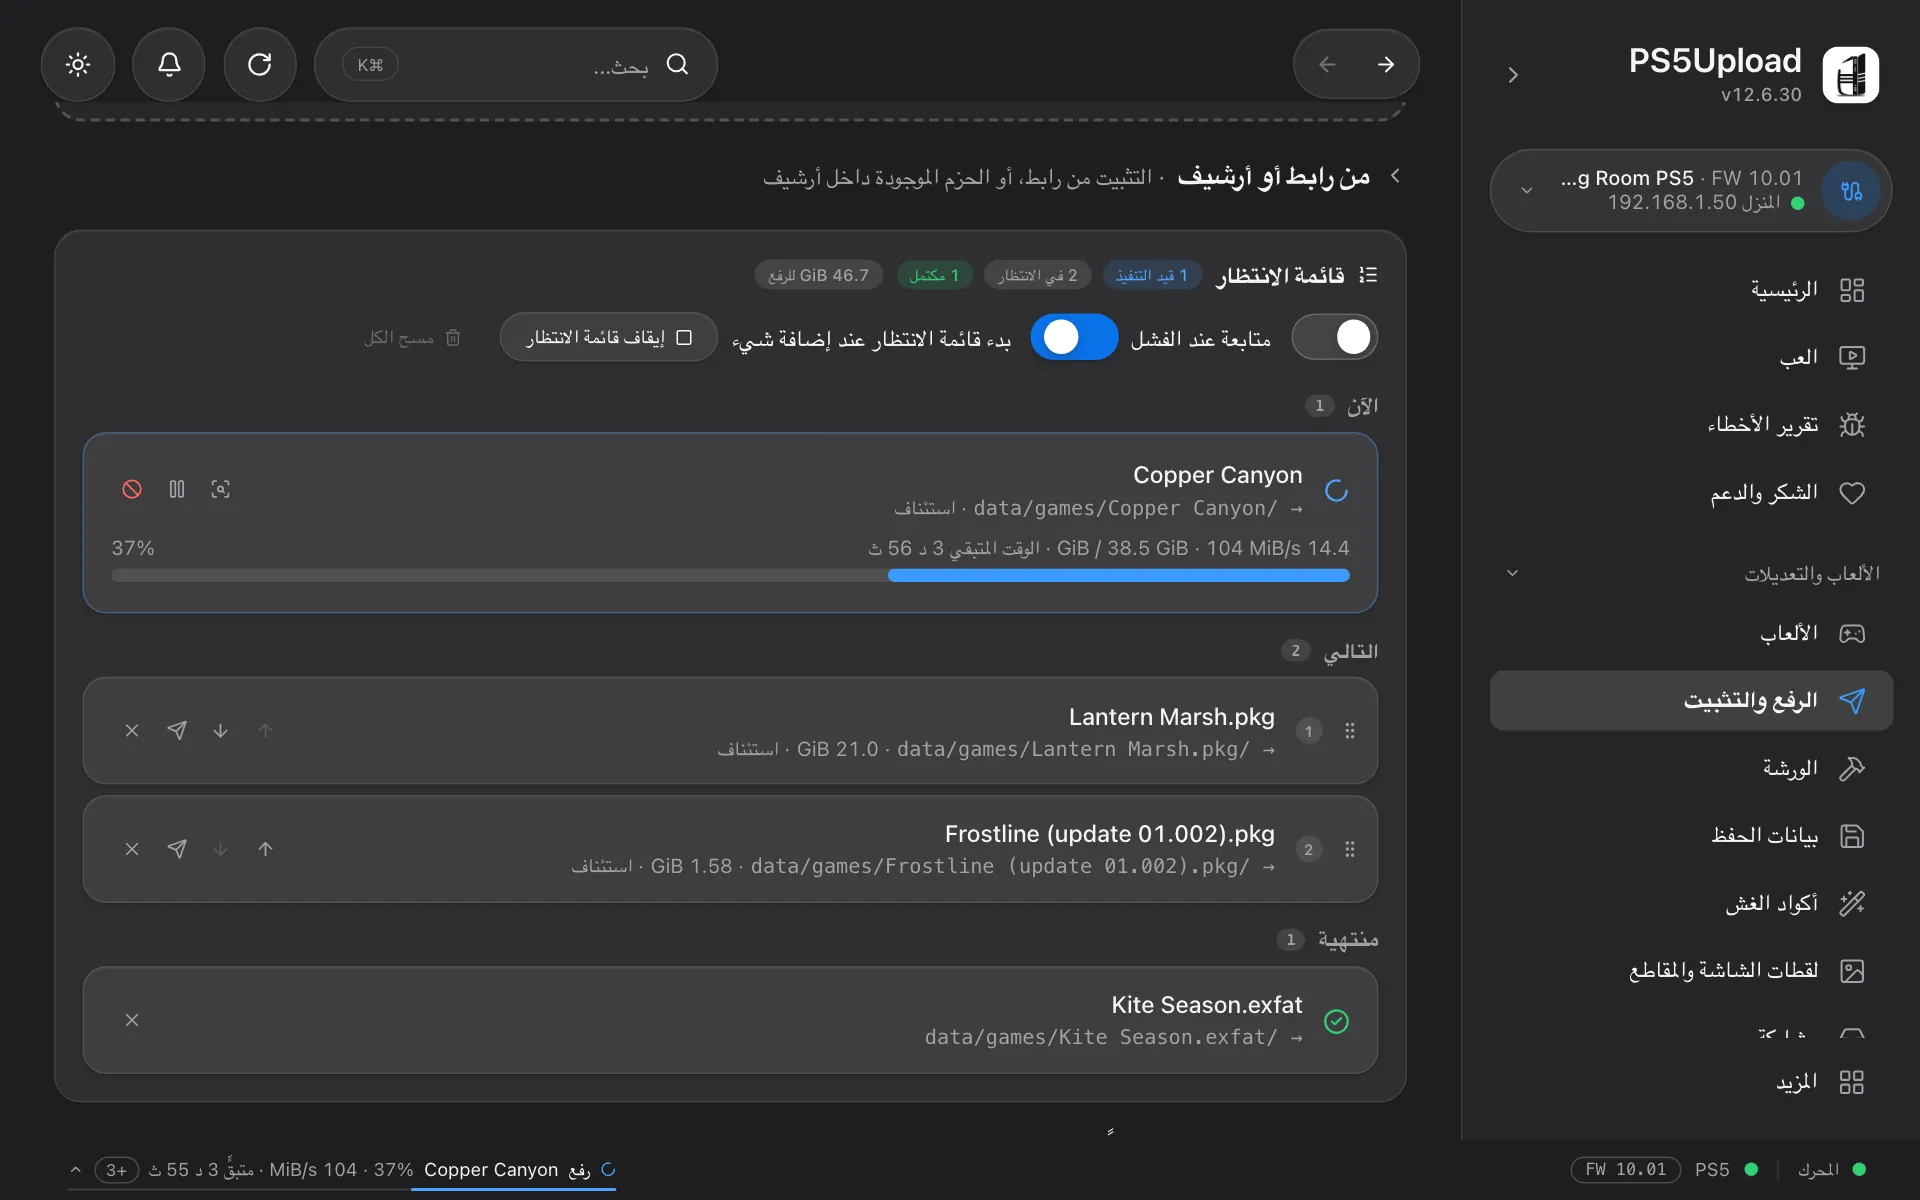 PS5Upload
v12.6.30
...g Room PS5 · FW 10.01
المنزل 192.168.1.50
الرئيسية
العب
تقرير الأخطاء
الشكر والدعم
الألعاب والتعديلات
الألعاب
الرفع والتثبيت
الورشة
بيانات الحفظ
أكواد الغش
لقطات الشاشة والمقاطع
المزيد
بحث...
K⌘
من رابط أو أرشيف · التثبيت من رابط، أو الحزم الموجودة داخل أرشيف
قائمة الانتظار 1 قيد التنفيذ 2 في الانتظار 1 مكتمل 46.7 GiB للرفع
متابعة عند الفشل بدء قائمة الانتظار عند إضافة شيء إيقاف قائمة الانتظار مسح الكل
الآن 1
Copper Canyon
→ data/games/Copper Canyon/ · استئناف
14.4 GiB / 38.5 GiB · 104 MiB/s · الوقت المتبقي 3 د 56 ث 37%
التالي 2
1 Lantern Marsh.pkg
→ data/games/Lantern Marsh.pkg/ · 21.0 GiB · استئناف
2 Frostline (update 01.002).pkg
→ data/games/Frostline (update 01.002).pkg/ · 1.58 GiB · استئناف
منتهية 1
Kite Season.exfat
→ data/games/Kite Season.exfat/
المحرك PS5 FW 10.01
رفع Copper Canyon 37% · 104 MiB/s · متبقٍّ 3 د 55 ث +3